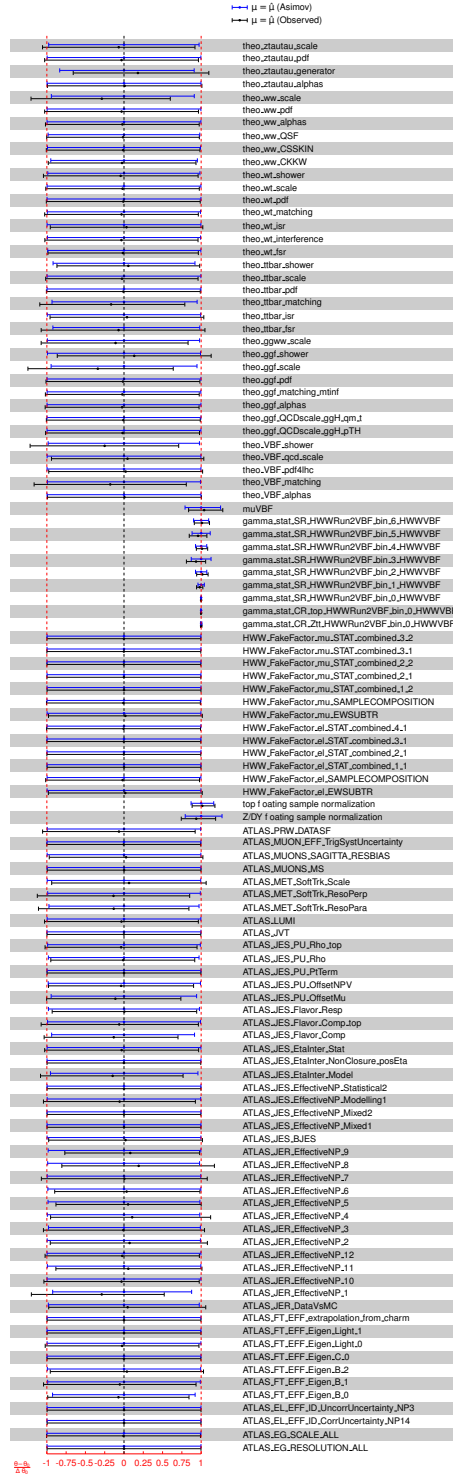 μ = μ̂ (Asimov)
μ = μ̂ (Observed)
theo_ztautau_scale
theo_ztautau_pdf
theo_ztautau_generator
theo_ztautau_alphas
theo_ww_scale
theo_ww_pdf
theo_ww_alphas
theo_ww_QSF
theo_ww_CSSKIN
theo_ww_CKKW
theo_wt_shower
theo_wt_scale
theo_wt_pdf
theo_wt_matching
theo_wt_isr
theo_wt_interference
theo_wt_fsr
theo_ttbar_shower
theo_ttbar_scale
theo_ttbar_pdf
theo_ttbar_matching
theo_ttbar_isr
theo_ttbar_fsr
theo_ggww_scale
theo_ggf_shower
theo_ggf_scale
theo_ggf_pdf
theo_ggf_matching_mtinf
theo_ggf_alphas
theo_ggf_QCDscale_ggH_qm_t
theo_ggf_QCDscale_ggH_pTH
theo_VBF_shower
theo_VBF_qcd_scale
theo_VBF_pdf4lhc
theo_VBF_matching
theo_VBF_alphas
muVBF
gamma_stat_SR_HWWRun2VBF_bin_6_HWWVBF
gamma_stat_SR_HWWRun2VBF_bin_5_HWWVBF
gamma_stat_SR_HWWRun2VBF_bin_4_HWWVBF
gamma_stat_SR_HWWRun2VBF_bin_3_HWWVBF
gamma_stat_SR_HWWRun2VBF_bin_2_HWWVBF
gamma_stat_SR_HWWRun2VBF_bin_1_HWWVBF
gamma_stat_SR_HWWRun2VBF_bin_0_HWWVBF
gamma_stat_CR_top_HWWRun2VBF_bin_0_HWWVBF
gamma_stat_CR_Ztt_HWWRun2VBF_bin_0_HWWVBF
HWW_FakeFactor_mu_STAT_combined_3_2
HWW_FakeFactor_mu_STAT_combined_3_1
HWW_FakeFactor_mu_STAT_combined_2_2
HWW_FakeFactor_mu_STAT_combined_2_1
HWW_FakeFactor_mu_STAT_combined_1_2
HWW_FakeFactor_mu_SAMPLECOMPOSITION
HWW_FakeFactor_mu_EWSUBTR
HWW_FakeFactor_el_STAT_combined_4_1
HWW_FakeFactor_el_STAT_combined_3_1
HWW_FakeFactor_el_STAT_combined_2_1
HWW_FakeFactor_el_STAT_combined_1_1
HWW_FakeFactor_el_SAMPLECOMPOSITION
HWW_FakeFactor_el_EWSUBTR
top f oating sample normalization
Z/DY f oating sample normalization
ATLAS_PRW_DATASF
ATLAS_MUON_EFF_TrigSystUncertainty
ATLAS_MUONS_SAGITTA_RESBIAS
ATLAS_MUONS_MS
ATLAS_MET_SoftTrk_Scale
ATLAS_MET_SoftTrk_ResoPerp
ATLAS_MET_SoftTrk_ResoPara
ATLAS_LUMI
ATLAS_JVT
ATLAS_JES_PU_Rho_top
ATLAS_JES_PU_Rho
ATLAS_JES_PU_PtTerm
ATLAS_JES_PU_OffsetNPV
ATLAS_JES_PU_OffsetMu
ATLAS_JES_Flavor_Resp
ATLAS_JES_Flavor_Comp_top
ATLAS_JES_Flavor_Comp
ATLAS_JES_EtaInter_Stat
ATLAS_JES_EtaInter_NonClosure_posEta
ATLAS_JES_EtaInter_Model
ATLAS_JES_EffectiveNP_Statistical2
ATLAS_JES_EffectiveNP_Modelling1
ATLAS_JES_EffectiveNP_Mixed2
ATLAS_JES_EffectiveNP_Mixed1
ATLAS_JES_BJES
ATLAS_JER_EffectiveNP_9
ATLAS_JER_EffectiveNP_8
ATLAS_JER_EffectiveNP_7
ATLAS_JER_EffectiveNP_6
ATLAS_JER_EffectiveNP_5
ATLAS_JER_EffectiveNP_4
ATLAS_JER_EffectiveNP_3
ATLAS_JER_EffectiveNP_2
ATLAS_JER_EffectiveNP_12
ATLAS_JER_EffectiveNP_11
ATLAS_JER_EffectiveNP_10
ATLAS_JER_EffectiveNP_1
ATLAS_JER_DataVsMC
ATLAS_FT_EFF_extrapolation_from_charm
ATLAS_FT_EFF_Eigen_Light_1
ATLAS_FT_EFF_Eigen_Light_0
ATLAS_FT_EFF_Eigen_C_0
ATLAS_FT_EFF_Eigen_B_2
ATLAS_FT_EFF_Eigen_B_1
ATLAS_FT_EFF_Eigen_B_0
ATLAS_EL_EFF_ID_UncorrUncertainty_NP3
ATLAS_EL_EFF_ID_CorrUncertainty_NP14
ATLAS_EG_SCALE_ALL
ATLAS_EG_RESOLUTION_ALL
-1 -0.75 -0.5 -0.25 0 0.25 0.5 0.75 1